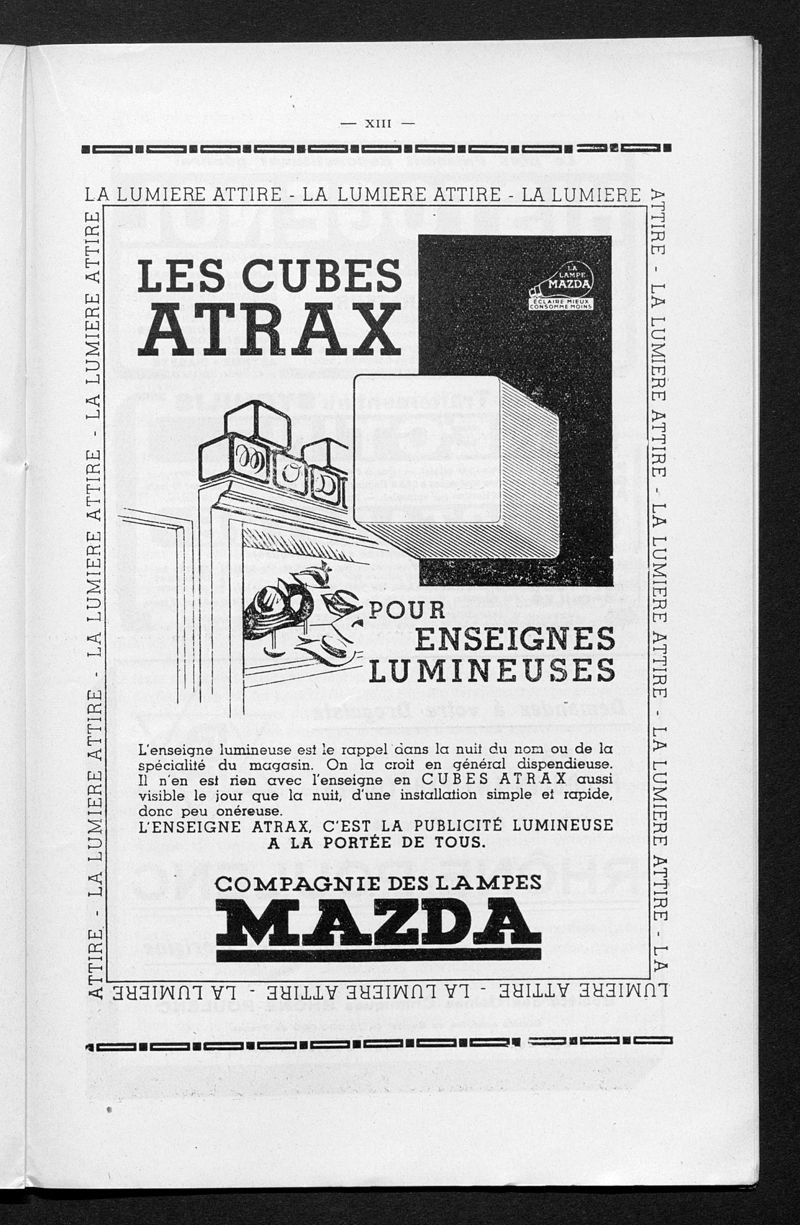 — XIII —
LA LUMIERE ATTIRE - LA LUMIERE ATTIRE - LA LUMIERE
ATTIRE - LA LUMIERE ATTIRE - LA LUMIERE ATTIRE - LA LUMIERE ATTIRE - LA
LUMIERE ATTIRE - LA LUMIERE ATTIRE - LA LUMIERE
ATTIRE - LA LUMIERE ATTIRE - LA LUMIERE ATTIRE - LA LUMIERE ATTIRE
LES CUBES
ATRAX
LA
LAMPE
MAZDA
ÉCLAIRE MIEUX
CONSOMME MOINS
M O D
POUR
ENSEIGNES
LUMINEUSES
L'enseigne lumineuse est le rappel dans la nuit du nom ou de la
spécialité du magasin. On la croit en général dispendieuse.
Il n'en est rien avec l'enseigne en CUBES ATRAX aussi
visible le jour que la nuit, d'une installation simple et rapide,
donc peu onéreuse.
L'ENSEIGNE ATRAX, C'EST LA PUBLICITÉ LUMINEUSE
A LA PORTÉE DE TOUS.
COMPAGNIE DES LAMPES
MAZDA